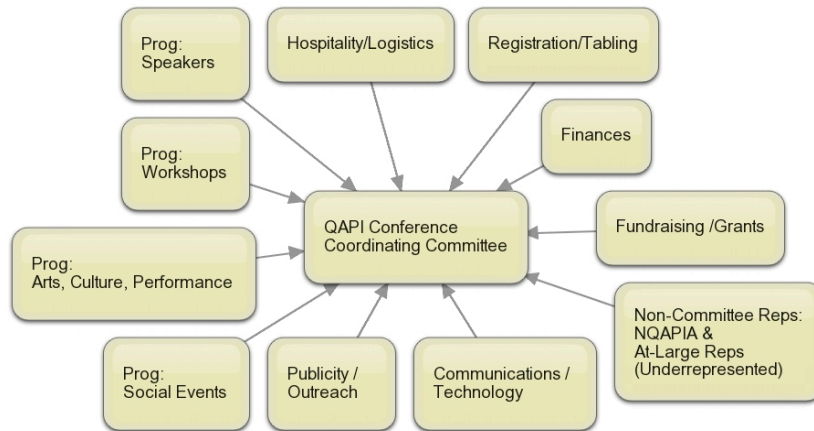 Prog:
Speakers
Hospitality/Logistics
Registration/Tabling
Finances
Prog:
Workshops
QAPI Conference
Coordinating Committee
Fundraising /Grants
Prog:
Arts, Culture, Performance
Non-Committee Reps:
NQAPIA &
At-Large Reps
(Underrepresented)
Prog:
Social Events
Publicity /
Outreach
Communications /
Technology